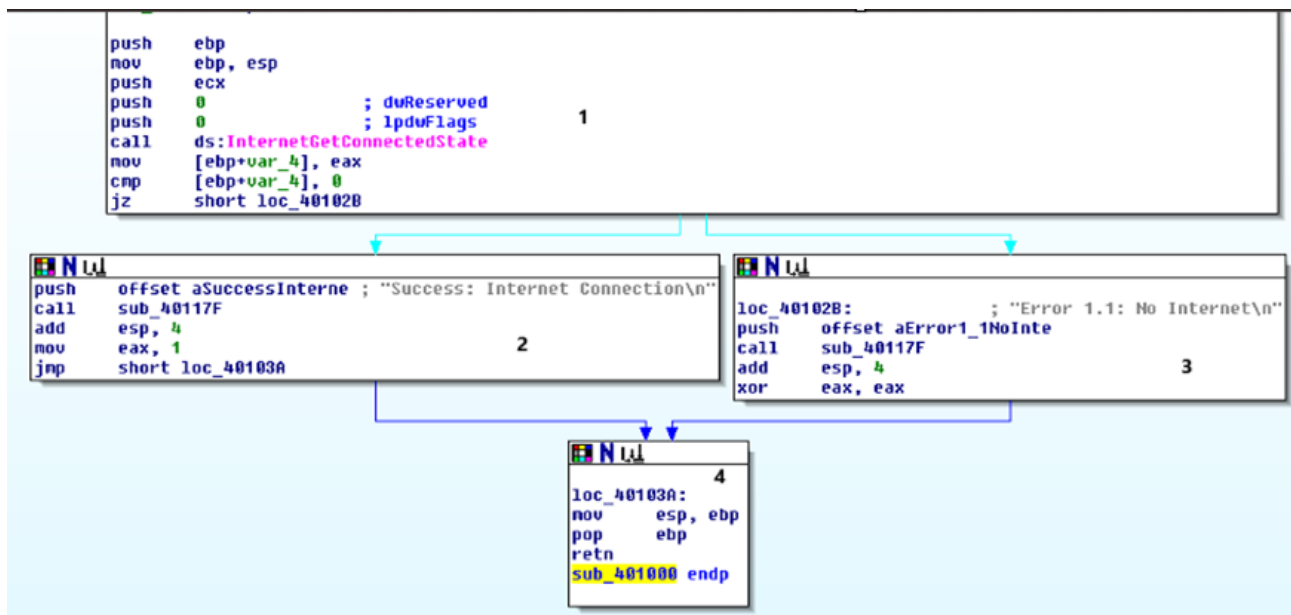 push ebp
mov ebp, esp
push ecx
push 0 ; dwReserved
push 0 ; lpdwFlags
1
call ds:InternetGetConnectedState
mov [ebp+var_4], eax
cmp [ebp+var_4], 0
jz short loc_40102B
push offset aSuccessInterne ; "Success: Internet Connection\n"
call sub_40117F
add esp, 4
mov eax, 1
2
jmp short loc_40103A
loc_40102B: ; "Error 1.1: No Internet\n"
push offset aError1_1NoInte
call sub_40117F
add esp, 4
3
xor eax, eax
4
loc_40103A:
mov esp, ebp
pop ebp
retn
sub_401000 endp